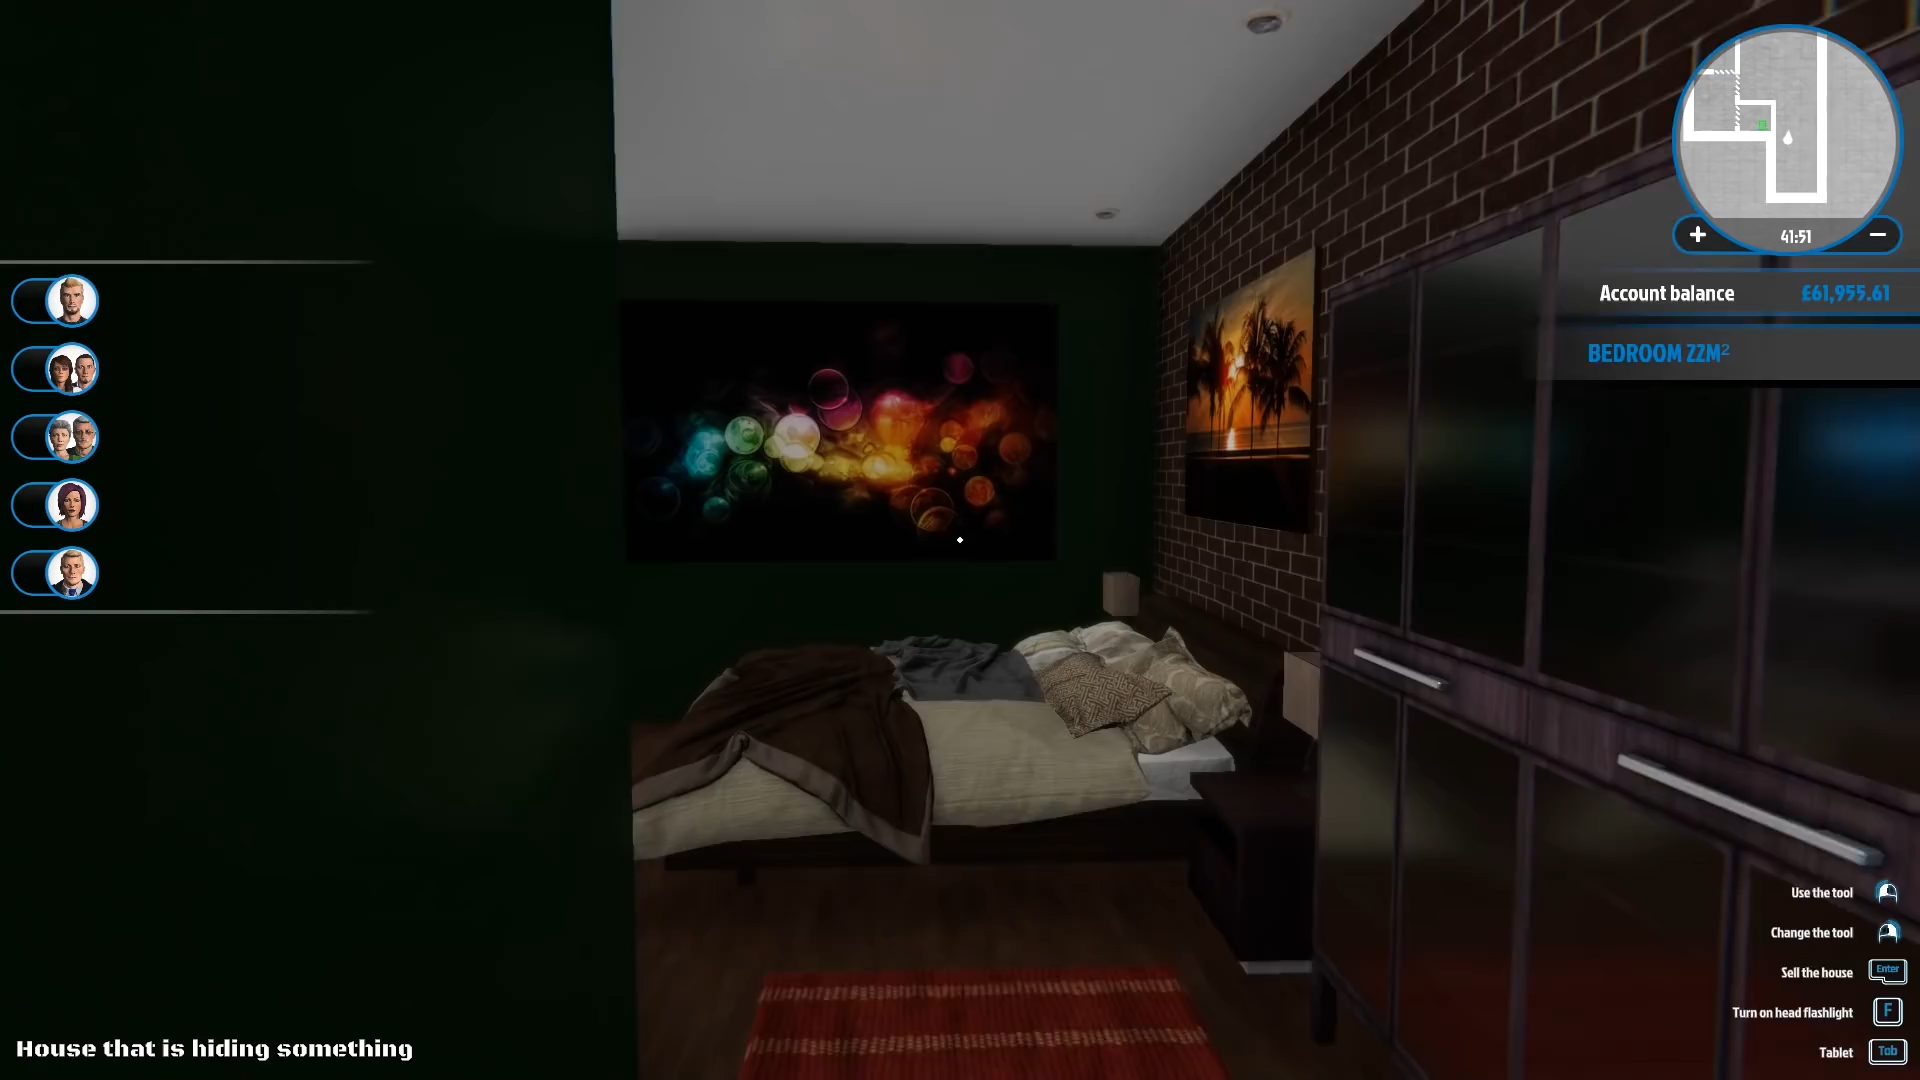 + 41:51 −
Account balance £61,955.61
BEDROOM 22M²
Use the tool
Change the tool
Sell the house Enter
Turn on head flashlight F
Tablet Tab
House that is hiding something